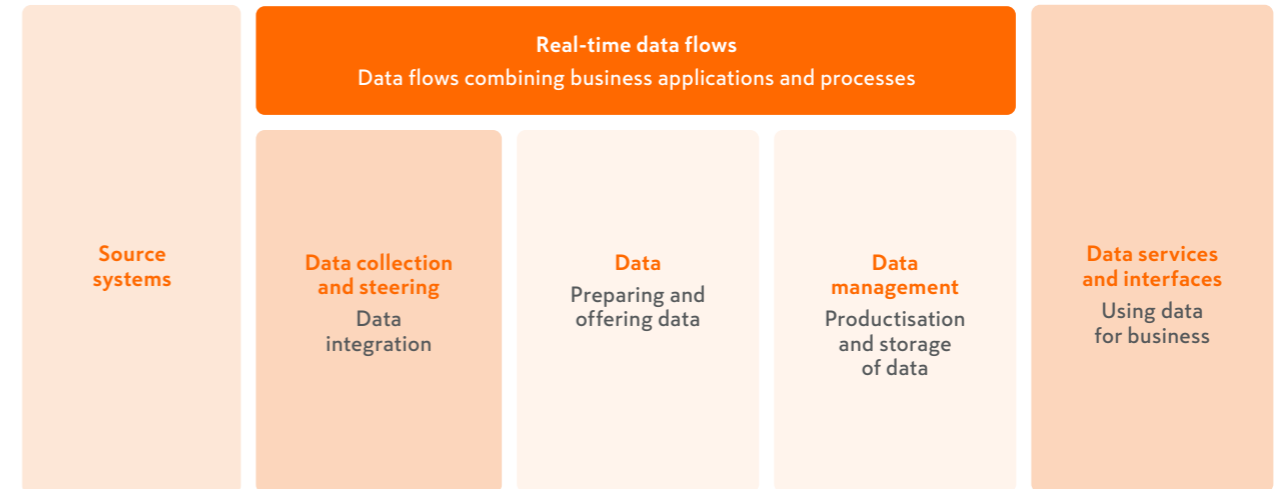 Real-time data flows
Data flows combining business applications and processes
Source
systems
Data collection
and steering
Data
integration
Data
Preparing and
offering data
Data
management
Productisation
and storage
of data
Data services
and interfaces
Using data
for business